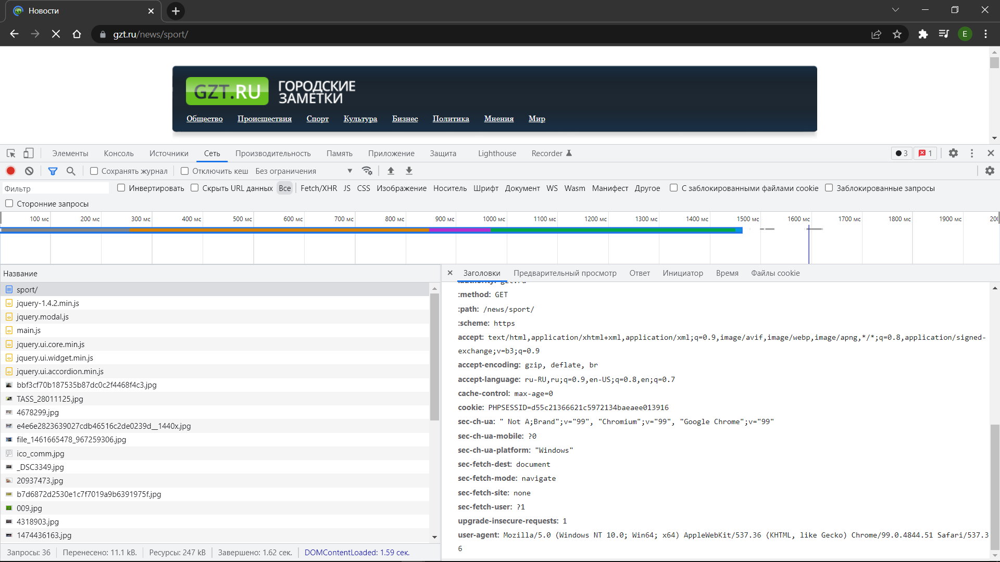 Новости
gzt.ru/news/sport/
E
GZT.RU
ГОРОДСКИЕ
ЗАМЕТКИ
Общество Происшествия Спорт Культура Бизнес Политика Мнения Мир
Элементы Консоль Источники Сеть Производительность Память Приложение Защита Lighthouse Recorder 3 1
Сохранять журнал Отключить кеш Без ограничения
Фильтр Инвертировать Скрыть URL данных Все Fetch/XHR JS CSS Изображение Носитель Шрифт Документ WS Wasm Манифест Другое С заблокированными файлами cookie Заблокированные запросы
Сторонние запросы
100 мс 200 мс 300 мс 400 мс 500 мс 600 мс 700 мс 800 мс 900 мс 1000 мс 1100 мс 1200 мс 1300 мс 1400 мс 1500 мс 1600 мс 1700 мс 1800 мс 1900 мс
Название
sport/
jquery-1.4.2.min.js
jquery.modal.js
main.js
jquery.ui.core.min.js
jquery.ui.widget.min.js
jquery.ui.accordion.min.js
bbf3cf70b187535b87dc0c2f4468f4c3.jpg
TASS_28011125.jpg
4678299.jpg
e4e6e2823639027cdb46516c2de0239d__1440x.jpg
file_1461665478_967259306.jpg
ico_comm.jpg
_DSC3349.jpg
20937473.jpg
b7d6872d2530e1c7f7019a9b6391975f.jpg
009.jpg
4318903.jpg
1474436163.jpg
Запросы: 36 Перенесено: 11.1 kB. Ресурсы: 247 kB Завершено: 1.62 сек. DOMContentLoaded: 1.59 сек.
Заголовки Предварительный просмотр Ответ Инициатор Время Файлы cookie
:authority: gzt.ru
:method: GET
:path: /news/sport/
:scheme: https
accept: text/html,application/xhtml+xml,application/xml;q=0.9,image/avif,image/webp,image/apng,*/*;q=0.8,application/signed-
exchange;v=b3;q=0.9
accept-encoding: gzip, deflate, br
accept-language: ru-RU,ru;q=0.9,en-US;q=0.8,en;q=0.7
cache-control: max-age=0
cookie: PHPSESSID=d55c21366621c5972134baeaee013916
sec-ch-ua: " Not A;Brand";v="99", "Chromium";v="99", "Google Chrome";v="99"
sec-ch-ua-mobile: ?0
sec-ch-ua-platform: "Windows"
sec-fetch-dest: document
sec-fetch-mode: navigate
sec-fetch-site: none
sec-fetch-user: ?1
upgrade-insecure-requests: 1
user-agent: Mozilla/5.0 (Windows NT 10.0; Win64; x64) AppleWebKit/537.36 (KHTML, like Gecko) Chrome/99.0.4844.51 Safari/537.3
6